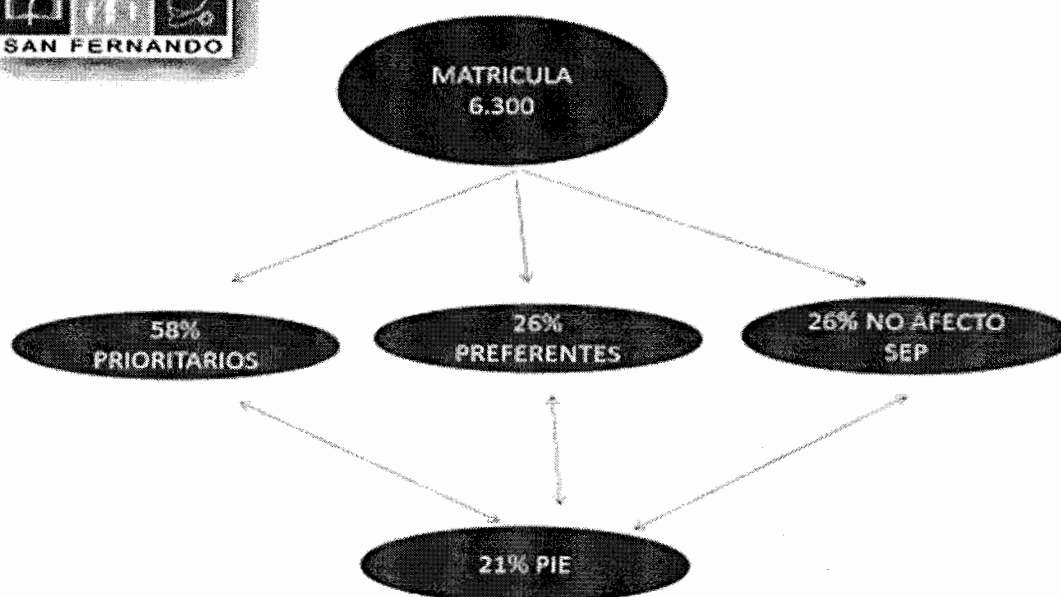 SAN FERNANDO
MATRICULA
6.300
58%
PRIORITARIOS
26%
PREFERENTES
26% NO AFECTO
SEP
21% PIE